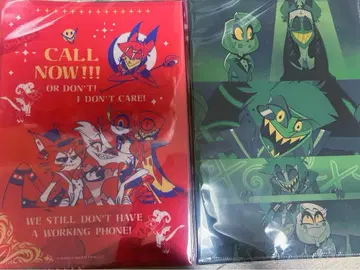 CALL
NOW!!!
OR DON'T!
I DON'T CARE!
WE STILL DON'T HAVE
A WORKING PHONE!